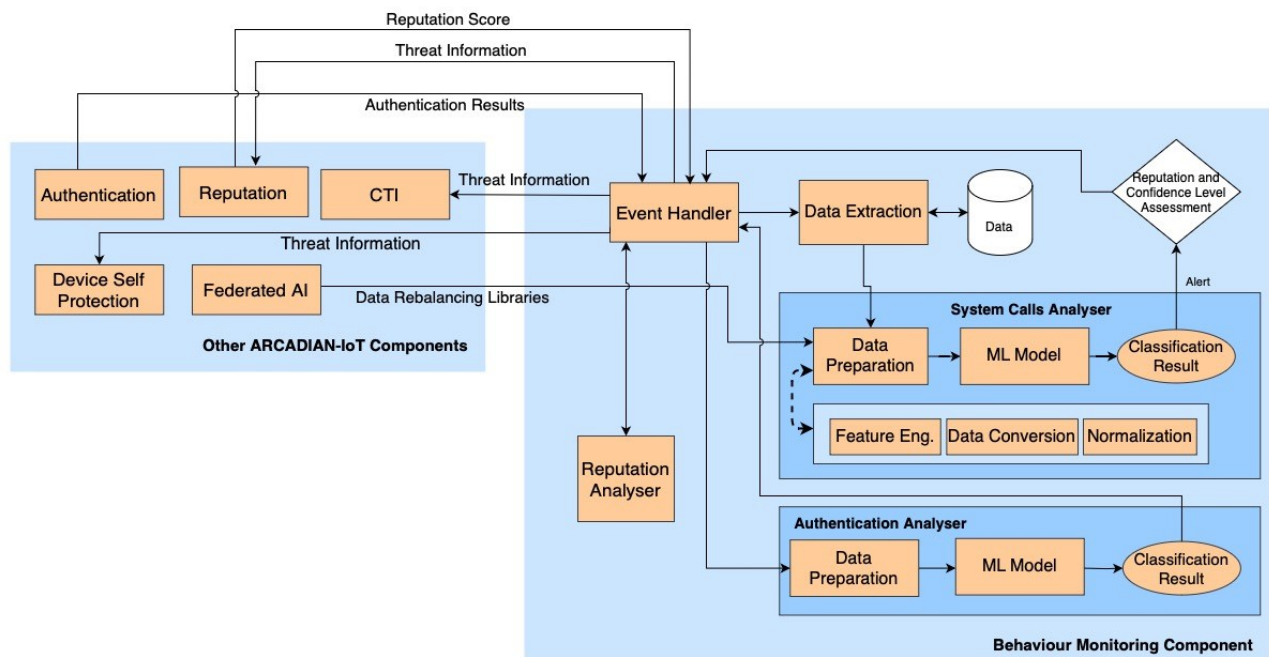 Reputation Score
Threat Information
Authentication Results
Authentication
Reputation
CTI
Threat Information
Threat Information
Device Self
Protection
Federated AI
Data Rebalancing Libraries
Other ARCADIAN-IoT Components
Event Handler
Data Extraction
Data
Reputation and
Confidence Level
Assessment
Alert
System Calls Analyser
Data
Preparation
ML Model
Classification
Result
Feature Eng.
Data Conversion
Normalization
Reputation
Analyser
Authentication Analyser
Data
Preparation
ML Model
Classification
Result
Behaviour Monitoring Component